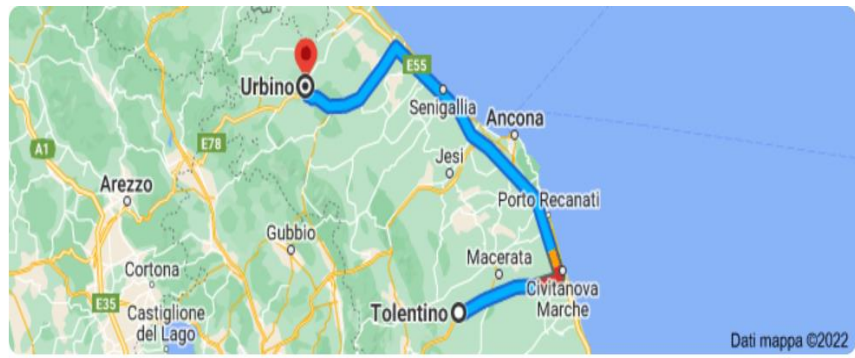 Urbino
E55
Senigallia
Ancona
E78
A1
Jesi
Arezzo
Porto Recanati
Gubbio
Macerata
Cortona
Civitanova
Marche
E35
Tolentino
Castiglione
del Lago
Dati mappa ©2022